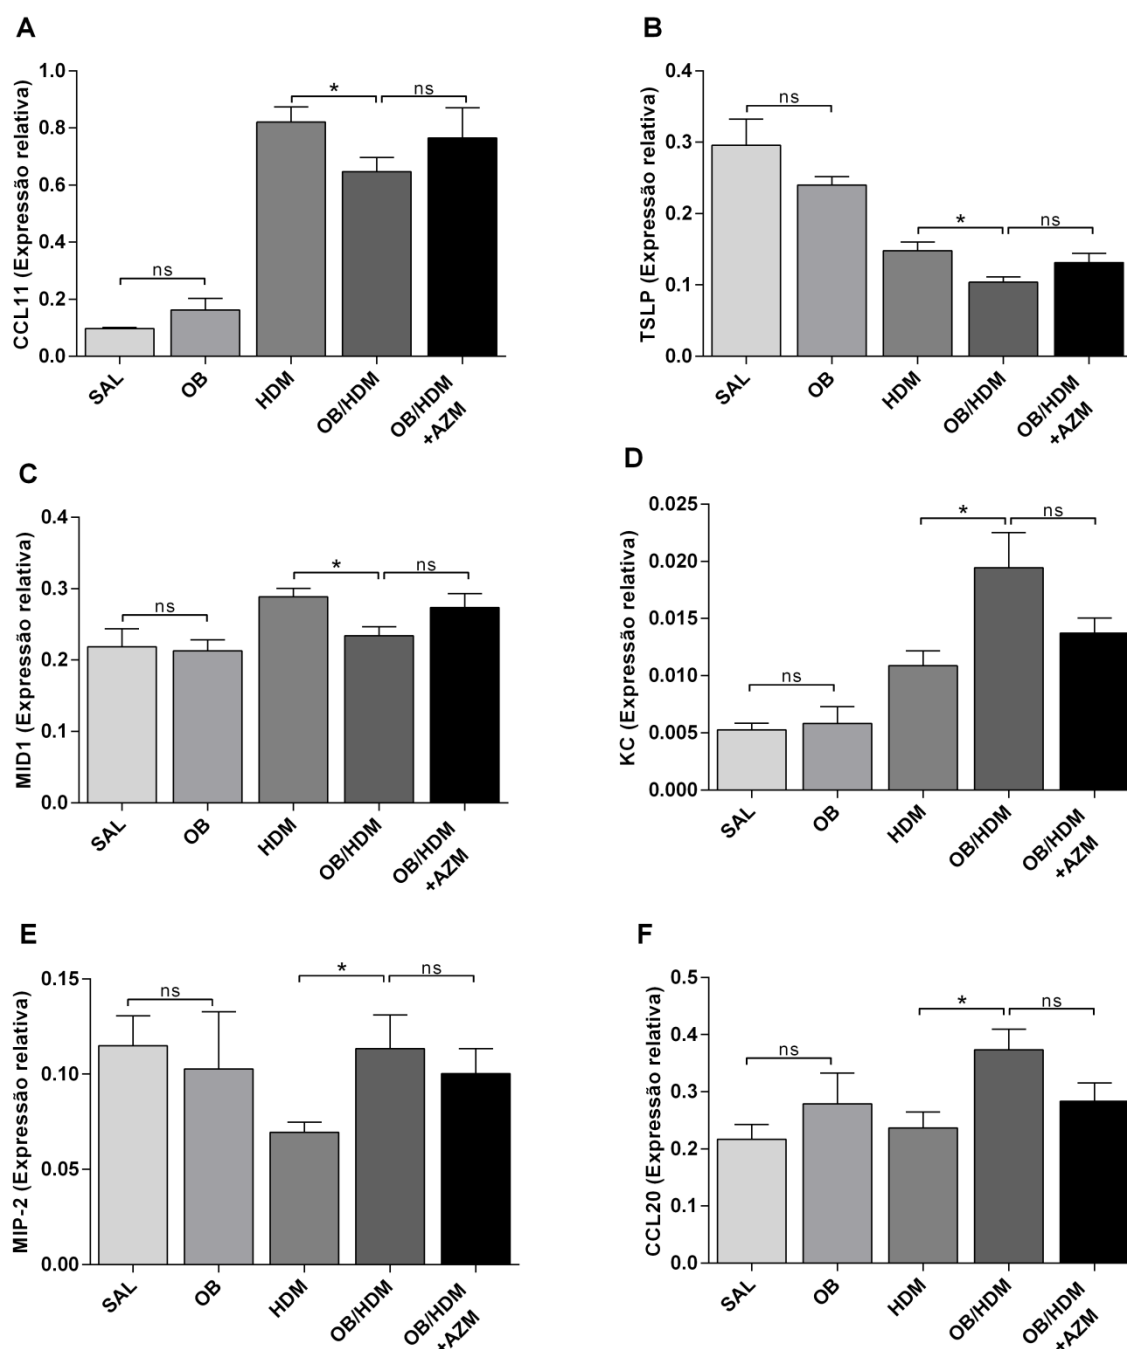 A
CCL11 (Expressão relativa)
1.0
0.8
0.6
0.4
0.2
0.0
ns
*
ns
SAL
OB
HDM
OB/HDM
OB/HDM
+AZM
B
TSLP (Expressão relativa)
0.4
0.3
0.2
0.1
0.0
ns
*
ns
SAL
OB
HDM
OB/HDM
OB/HDM
+AZM
C
MID1 (Expressão relativa)
0.4
0.3
0.2
0.1
0.0
ns
*
ns
SAL
OB
HDM
OB/HDM
OB/HDM
+AZM
D
KC (Expressão relativa)
0.025
0.020
0.015
0.010
0.005
0.000
ns
*
ns
SAL
OB
HDM
OB/HDM
OB/HDM
+AZM
E
MIP-2 (Expressão relativa)
0.15
0.10
0.05
0.00
ns
*
ns
SAL
OB
HDM
OB/HDM
OB/HDM
+AZM
F
CCL20 (Expressão relativa)
0.5
0.4
0.3
0.2
0.1
0.0
ns
*
ns
SAL
OB
HDM
OB/HDM
OB/HDM
+AZM